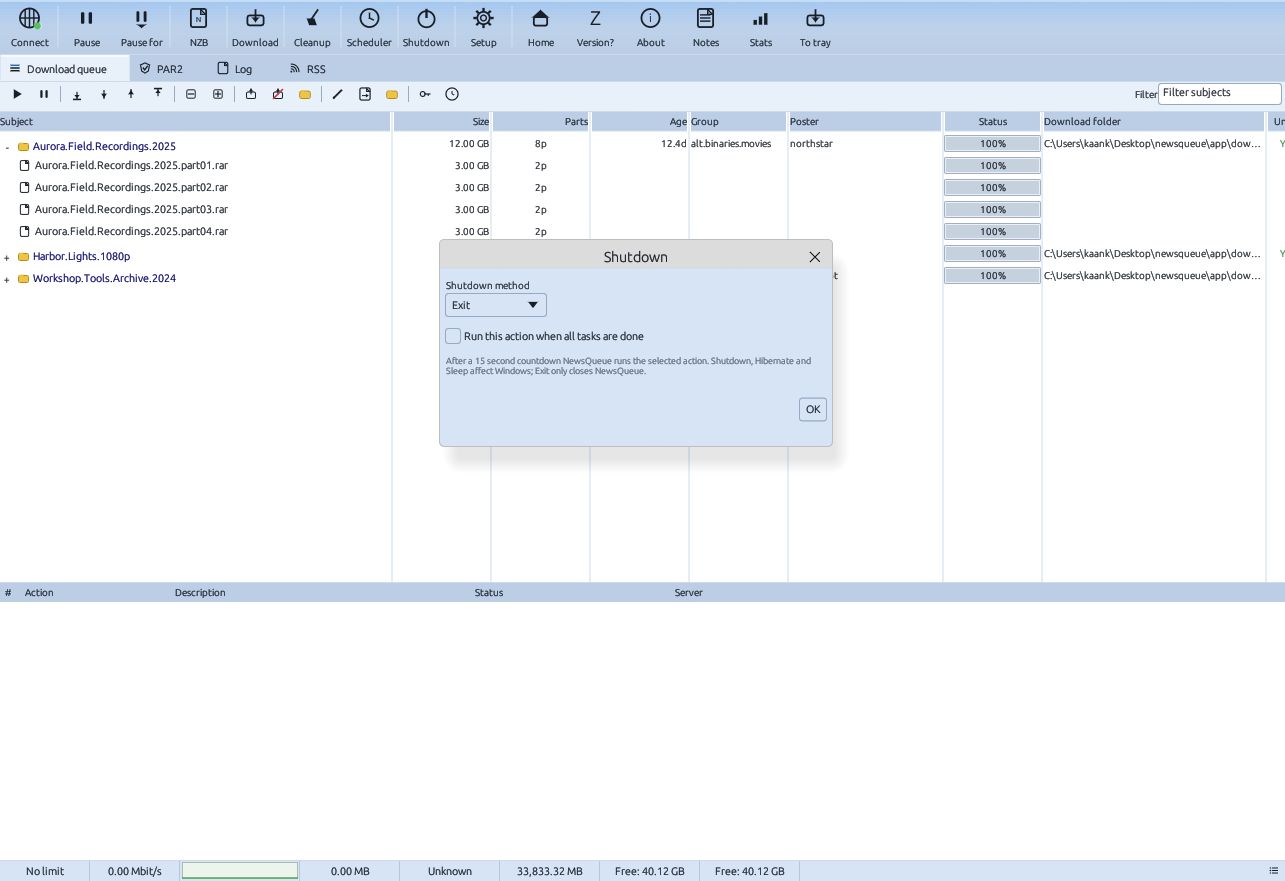 Connect Pause Pause for NZB Download Cleanup Scheduler Shutdown Setup Home Version? About Notes Stats To tray
Download queue PAR2 Log RSS
Filter Filter subjects
Subject Size Parts Age Group Poster Status Download folder Un
- Aurora.Field.Recordings.2025 12.00 GB 8p 12.4d alt.binaries.movies northstar 100% C:\Users\kaank\Desktop\newsqueue\app\dow... Y
Aurora.Field.Recordings.2025.part01.rar 3.00 GB 2p 100%
Aurora.Field.Recordings.2025.part02.rar 3.00 GB 2p 100%
Aurora.Field.Recordings.2025.part03.rar 3.00 GB 2p 100%
Aurora.Field.Recordings.2025.part04.rar 3.00 GB 2p 100%
+ Harbor.Lights.1080p 100% C:\Users\kaank\Desktop\newsqueue\app\dow... Y
+ Workshop.Tools.Archive.2024 100% C:\Users\kaank\Desktop\newsqueue\app\dow...
Shutdown
Shutdown method
Exit
Run this action when all tasks are done
After a 15 second countdown NewsQueue runs the selected action. Shutdown, Hibernate and
Sleep affect Windows; Exit only closes NewsQueue.
OK
# Action Description Status Server
No limit 0.00 Mbit/s 0.00 MB Unknown 33,833.32 MB Free: 40.12 GB Free: 40.12 GB